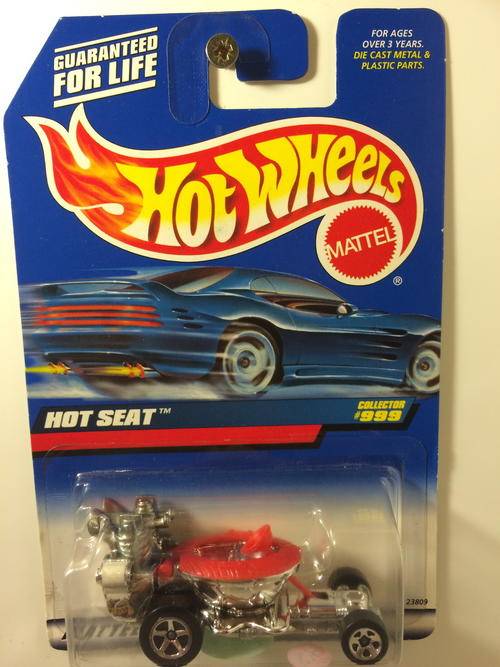 GUARANTEED
FOR LIFE
FOR AGES
OVER 3 YEARS.
DIE CAST METAL &
PLASTIC PARTS.
HOT WHEELS
MATTEL
®
HOT SEAT™
COLLECTOR
#999
23809